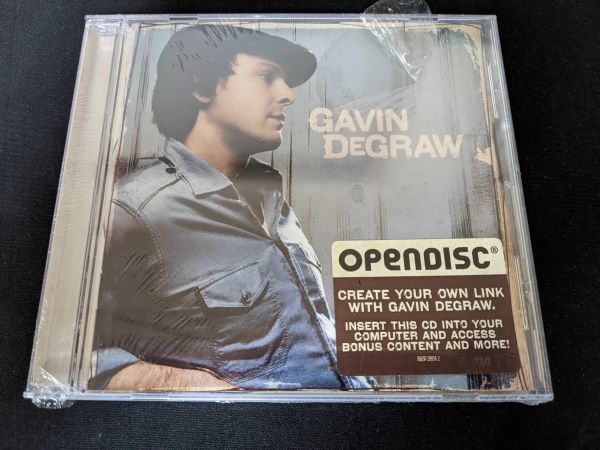 GAVIN
DEGRAW
OPENDISC®
CREATE YOUR OWN LINK
WITH GAVIN DEGRAW.
INSERT THIS CD INTO YOUR
COMPUTER AND ACCESS
BONUS CONTENT AND MORE!